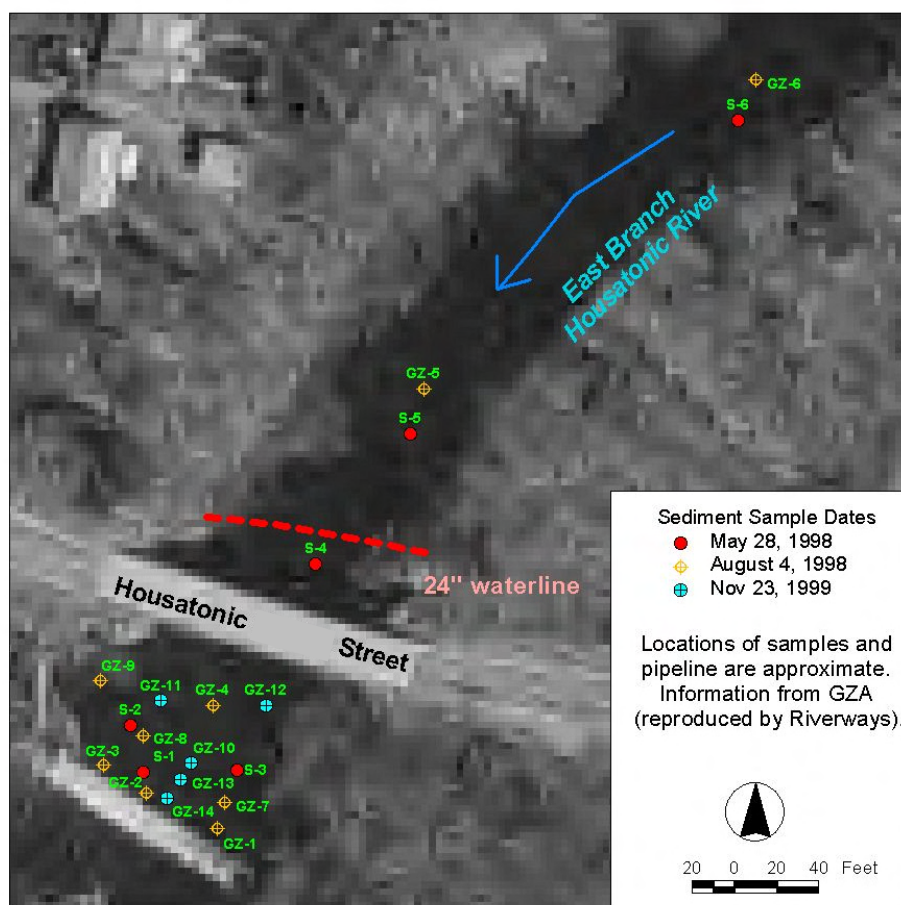 GZ-6
S-6
East Branch
Housatonic River
GZ-5
S-5
S-4
24" waterline
Housatonic Street
GZ-9
GZ-11
GZ-4
GZ-12
S-2
GZ-8
GZ-3
S-1
GZ-10
S-3
GZ-2
GZ-13
GZ-14
GZ-7
GZ-1
Sediment Sample Dates
May 28, 1998
August 4, 1998
Nov 23, 1999
Locations of samples and
pipeline are approximate.
Information from GZA
(reproduced by Riverways).
20 0 20 40 Feet